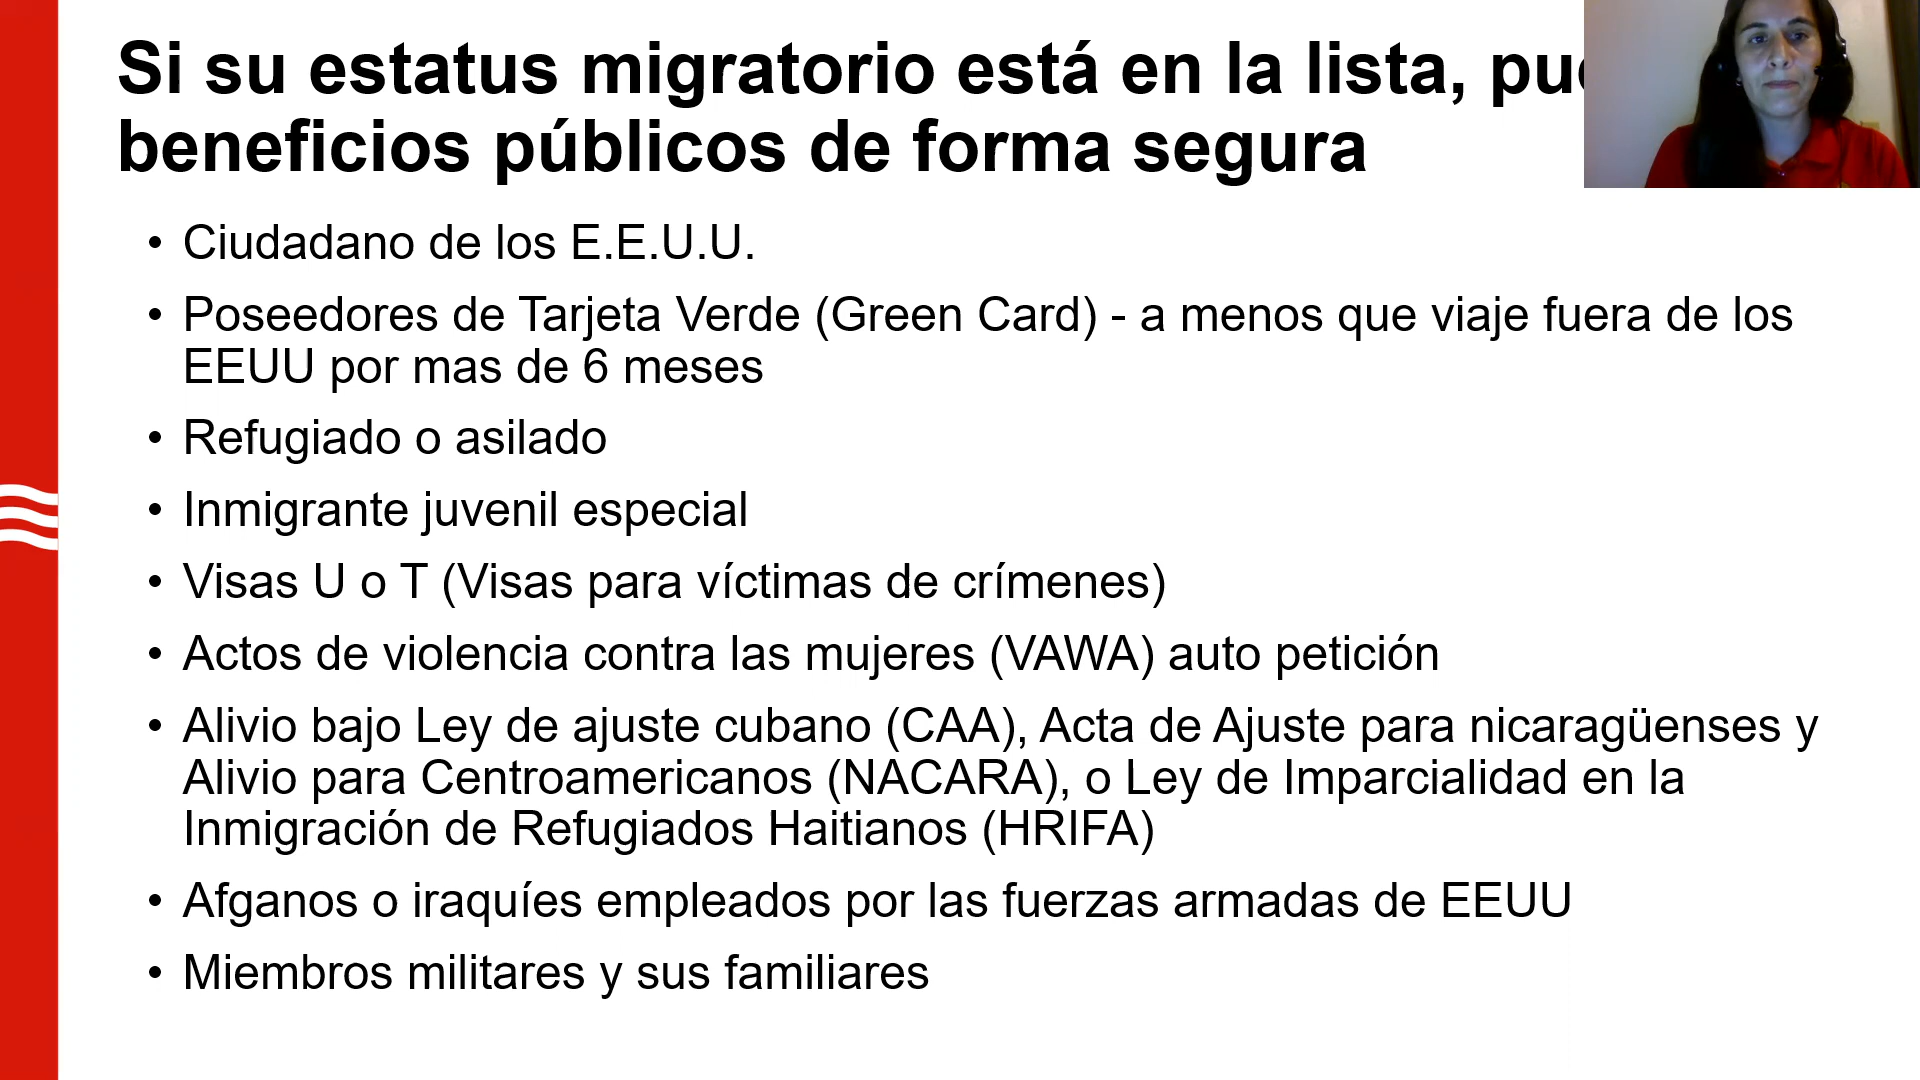 Si su estatus migratorio está en la lista,
beneficios públicos de forma segura
• Ciudadano de los E.E.U.U.
• Poseedores de Tarjeta Verde (Green Card) - a menos que viaje fuera de los
EEUU por mas de 6 meses
• Refugiado o asilado
• Inmigrante juvenil especial
• Visas U o T (Visas para víctimas de crímenes)
• Actos de violencia contra las mujeres (VAWA) auto petición
• Alivio bajo Ley de ajuste cubano (CAA), Acta de Ajuste para nicaragüenses y
Alivio para Centroamericanos (NACARA), o Ley de Imparcialidad en la
Inmigración de Refugiados Haitianos (HRIFA)
• Afganos o iraquíes empleados por las fuerzas armadas de EEUU
• Miembros militares y sus familiares